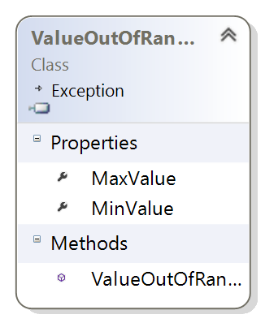 ValueOutOfRan...
Class
Exception
Properties
MaxValue
MinValue
Methods
ValueOutOfRan...